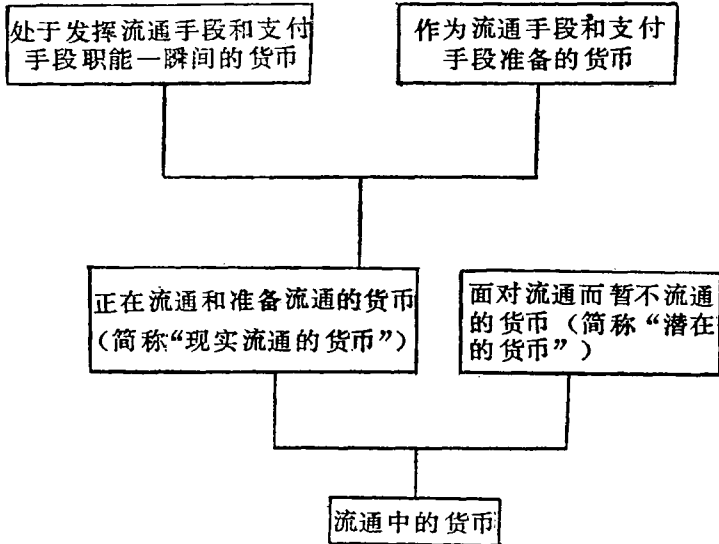 处于发挥流通手段和支付
手段职能一瞬间的货币
作为流通手段和支付
手段准备的货币
正在流通和准备流通的货币
（简称“现实流通的货币”）
面对流通而暂不流通
的货币（简称“潜在
的货币”）
流通中的货币